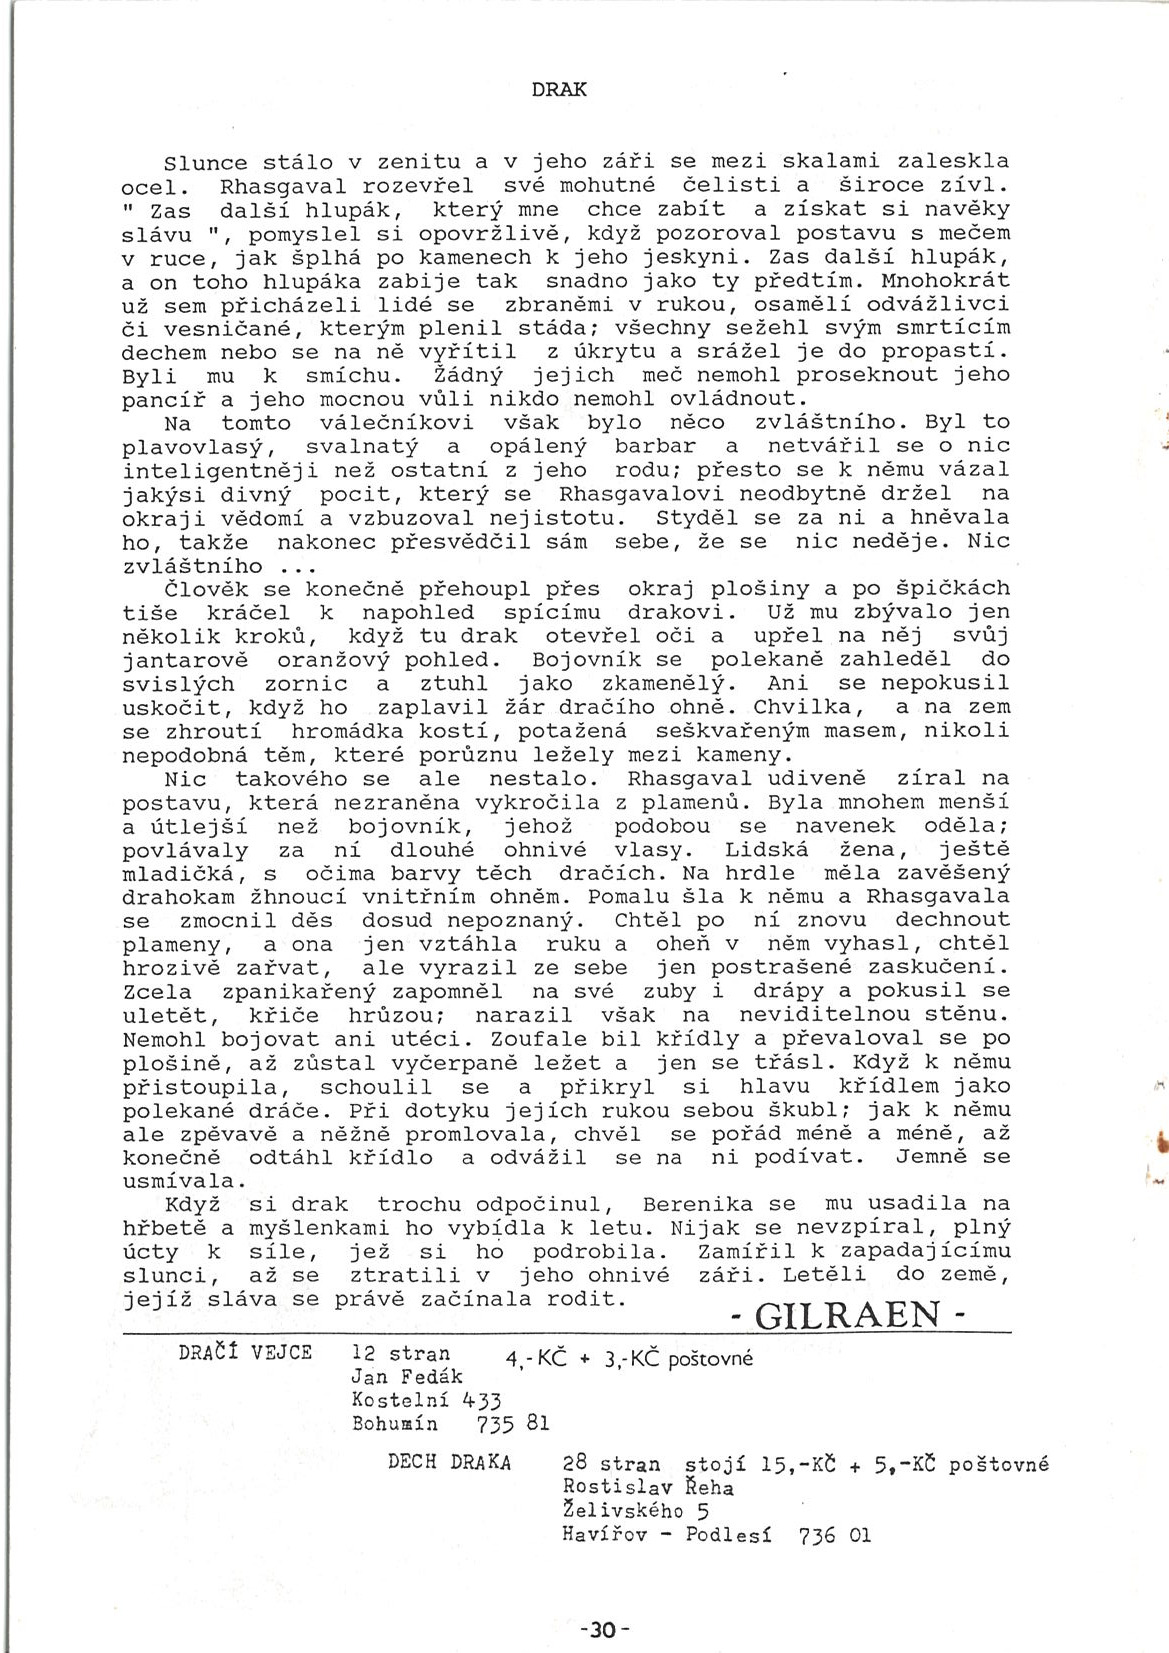 DRAK
Slunce stálo v zenitu a v jeho záři se mezi skalami zaleskla
ocel. Rhasgaval rozevřel své mohutné čelisti a široce zívl.
" Zas další hlupák, který mne chce zabít a získat si navěky
slávu ", pomyslel si opovržlivě, když pozoroval postavu s mečem
v ruce, jak šplhá po kamenech k jeho jeskyni. Zas další hlupák,
a on toho hlupáka zabije tak snadno jako ty předtím. Mnohokrát
už sem přicházeli lidé se zbraněmi v rukou, osamělí odvážlivci
či vesničané, kterým plenil stáda; všechny sežehl svým smrtícím
dechem nebo se na ně vyřítil z úkrytu a srážel je do propastí.
Byli mu k smíchu. Žádný jejich meč nemohl proseknout jeho
pancíř a jeho mocnou vůli nikdo nemohl ovládnout.
Na tomto válečníkovi však bylo něco zvláštního. Byl to
plavovlasý, svalnatý a opálený barbar a netvářil se o nic
inteligentněji než ostatní z jeho rodu; přesto se k němu vázal
jakýsi divný pocit, který se Rhasgavalovi neodbytně držel na
okraji vědomí a vzbuzoval nejistotu. Styděl se za ni a hněvala
ho, takže nakonec přesvědčil sám sebe, že se nic neděje. Nic
zvláštního ...
Člověk se konečně přehoupl přes okraj plošiny a po špičkách
tiše kráčel k napohled spícímu drakovi. Už mu zbývalo jen
několik kroků, když tu drak otevřel oči a upřel na něj svůj
jantarově oranžový pohled. Bojovník se polekaně zahleděl do
svislých zornic a ztuhl jako zkamenělý. Ani se nepokusil
uskočit, když ho zaplavil žár dračího ohně. Chvilka, a na zem
se zhroutí hromádka kostí, potažená seškvařeným masem, nikoli
nepodobná těm, které porůznu ležely mezi kameny.
Nic takového se ale nestalo. Rhasgaval udiveně zíral na
postavu, která nezraněna vykročila z plamenů. Byla mnohem menší
a útlejší než bojovník, jehož podobou se navenek oděla;
povlávaly za ní dlouhé ohnivé vlasy. Lidská žena, ještě
mladičká, s očima barvy těch dračích. Na hrdle měla zavěšený
drahokam žhnoucí vnitřním ohněm. Pomalu šla k němu a Rhasgavala
se zmocnil děs dosud nepoznaný. Chtěl po ní znovu dechnout
plameny, a ona jen vztáhla ruku a oheň v něm vyhasl, chtěl
hrozivě zařvat, ale vyrazil ze sebe jen postrašené zaskučení.
Zcela zpanikařený zapomněl na své zuby i drápy a pokusil se
uletět, křiče hrůzou; narazil však na neviditelnou stěnu.
Nemohl bojovat ani utéci. Zoufale bil křídly a převaloval se po
plošině, až zůstal vyčerpaně ležet a jen se třásl. Když k němu
přistoupila, schoulil se a přikryl si hlavu křídlem jako
polekané dráče. Při dotyku jejích rukou sebou škubl; jak k němu
ale zpěvavě a něžně promlovala, chvěl se pořád méně a méně, až
konečně odtáhl křídlo a odvážil se na ni podívat. Jemně se
usmívala.
Když si drak trochu odpočinul, Berenika se mu usadila na
hřbetě a myšlenkami ho vybídla k letu. Nijak se nevzpíral, plný
úcty k síle, jež si ho podrobila. Zamířil k zapadajícímu
slunci, až se ztratili v jeho ohnivé záři. Letěli do země,
jejíž sláva se právě začínala rodit.
- GILRAEN -
DRAČÍ VEJCE 12 stran 4,-KČ + 3,-KČ poštovné
Jan Fedák
Kostelní 433
Bohumín 735 81
DECH DRAKA 28 stran stojí 15,-KČ + 5,-KČ poštovné
Rostislav Řeha
Želivského 5
Havířov - Podlesí 736 01
-30-